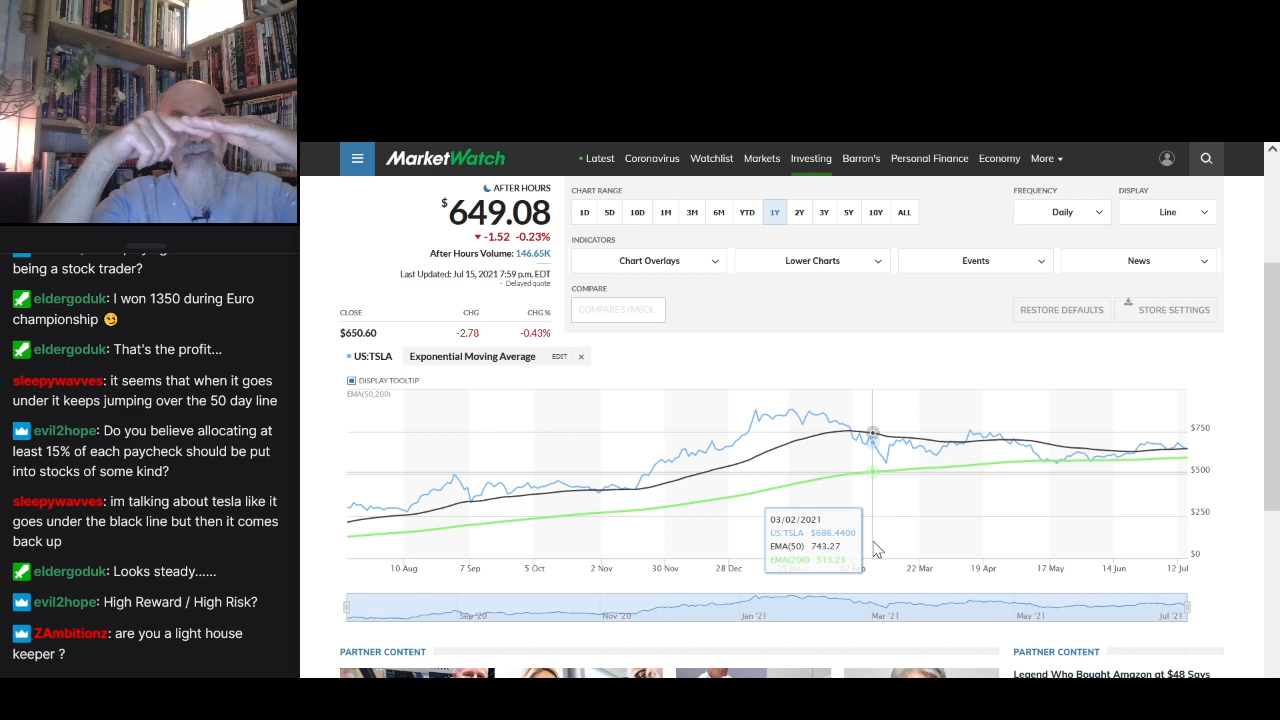 being a stock trader?
eldergoduk: I won 1350 during Euro
championship 😏
eldergoduk: That's the profit...
sleepywavves: it seems that when it goes
under it keeps jumping over the 50 day line
evil2hope: Do you believe allocating at
least 15% of each paycheck should be put
into stocks of some kind?
sleepywavves: im talking about tesla like it
goes under the black line but then it comes
back up
eldergoduk: Looks steady......
evil2hope: High Reward / High Risk?
ZAmbitionz: are you a light house
keeper ?
MarketWatch
• Latest Coronavirus Watchlist Markets Investing Barron's Personal Finance Economy More
AFTER HOURS
$649.08
-1.52 -0.23%
After Hours Volume: 146.65K
Last Updated: Jul 15, 2021 7:59 p.m. EDT
- Delayed quote
CLOSE CHG CHG %
$650.60 -2.78 -0.43%
CHART RANGE
1D 5D 10D 1M 3M 6M YTD 1Y 2Y 3Y 5Y 10Y ALL
FREQUENCY
Daily
DISPLAY
Line
INDICATORS
Chart Overlays
Lower Charts
Events
News
COMPARE
COMPARE SYMBOL
RESTORE DEFAULTS
STORE SETTINGS
US:TSLA
Exponential Moving Average EDIT ×
DISPLAY TOOLTIP
EMA(50,200)
$750
$500
$250
$0
03/02/2021
US:TSLA $686.4400
EMA(50) 743.27
EMA(200) 513.23
10 Aug 7 Sep 5 Oct 2 Nov 30 Nov 28 Dec 25 Jan 22 Feb 22 Mar 19 Apr 17 May 14 Jun 12 Jul
Sep '20 Nov '20 Jan '21 Mar '21 May '21 Jul '21
PARTNER CONTENT
PARTNER CONTENT
Legend Who Bought Amazon at $48 Says